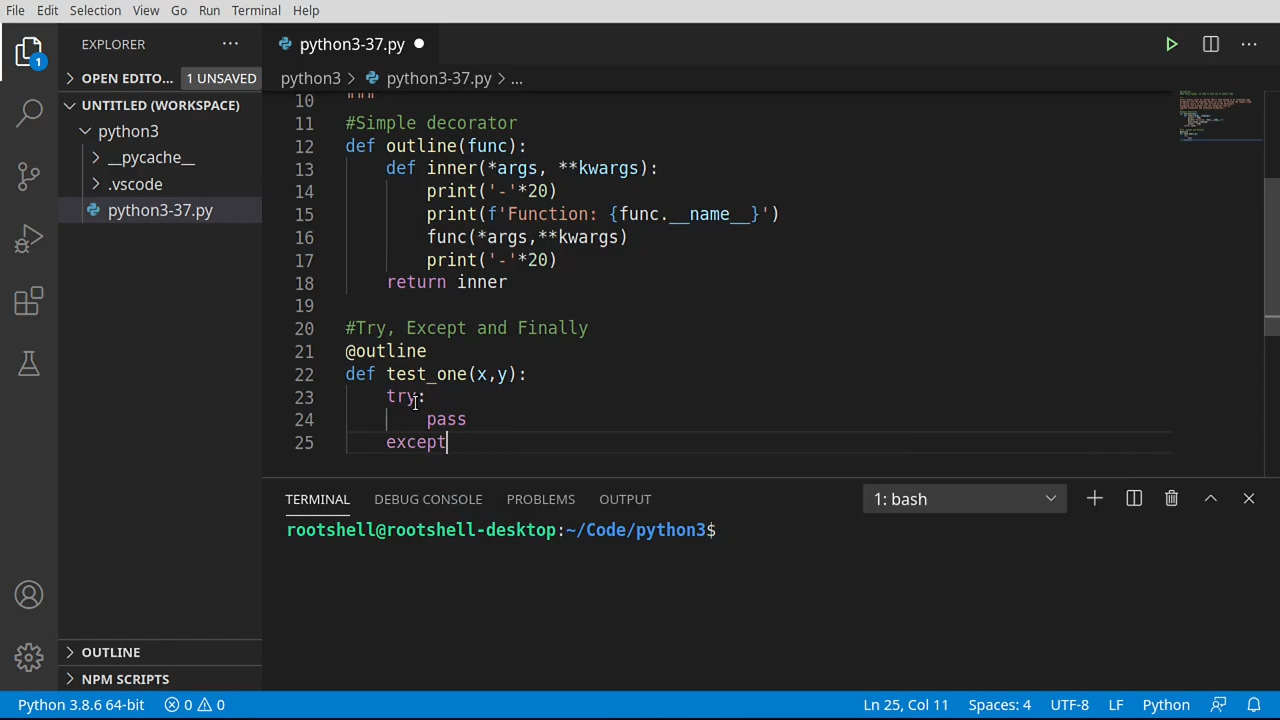 File Edit Selection View Go Run Terminal Help
EXPLORER
python3-37.py
OPEN EDITO... 1 UNSAVED
python3 > python3-37.py > ...
UNTITLED (WORKSPACE)
python3
__pycache__
.vscode
python3-37.py
1
10 """
11 #Simple decorator
12 def outline(func):
13 def inner(*args, **kwargs):
14 print('-'*20)
15 print(f'Function: {func.__name__}')
16 func(*args,**kwargs)
17 print('-'*20)
18 return inner
19
20 #Try, Except and Finally
21 @outline
22 def test_one(x,y):
23 try:
24 pass
25 except
TERMINAL DEBUG CONSOLE PROBLEMS OUTPUT 1: bash
rootshell@rootshell-desktop:~/Code/python3$
OUTLINE
NPM SCRIPTS
Python 3.8.6 64-bit 0 0 Ln 25, Col 11 Spaces: 4 UTF-8 LF Python